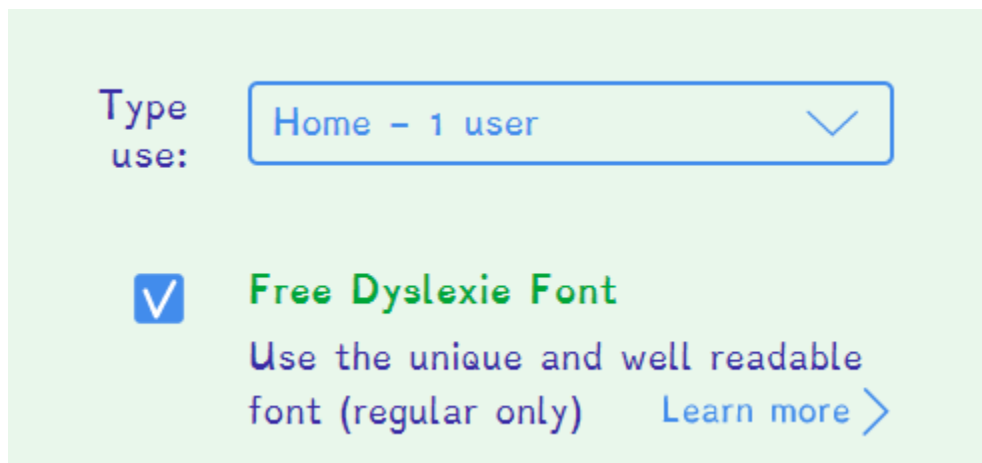 Type
use:
Home – 1 user
Free Dyslexie Font
Use the unique and well readable
font (regular only)
Learn more